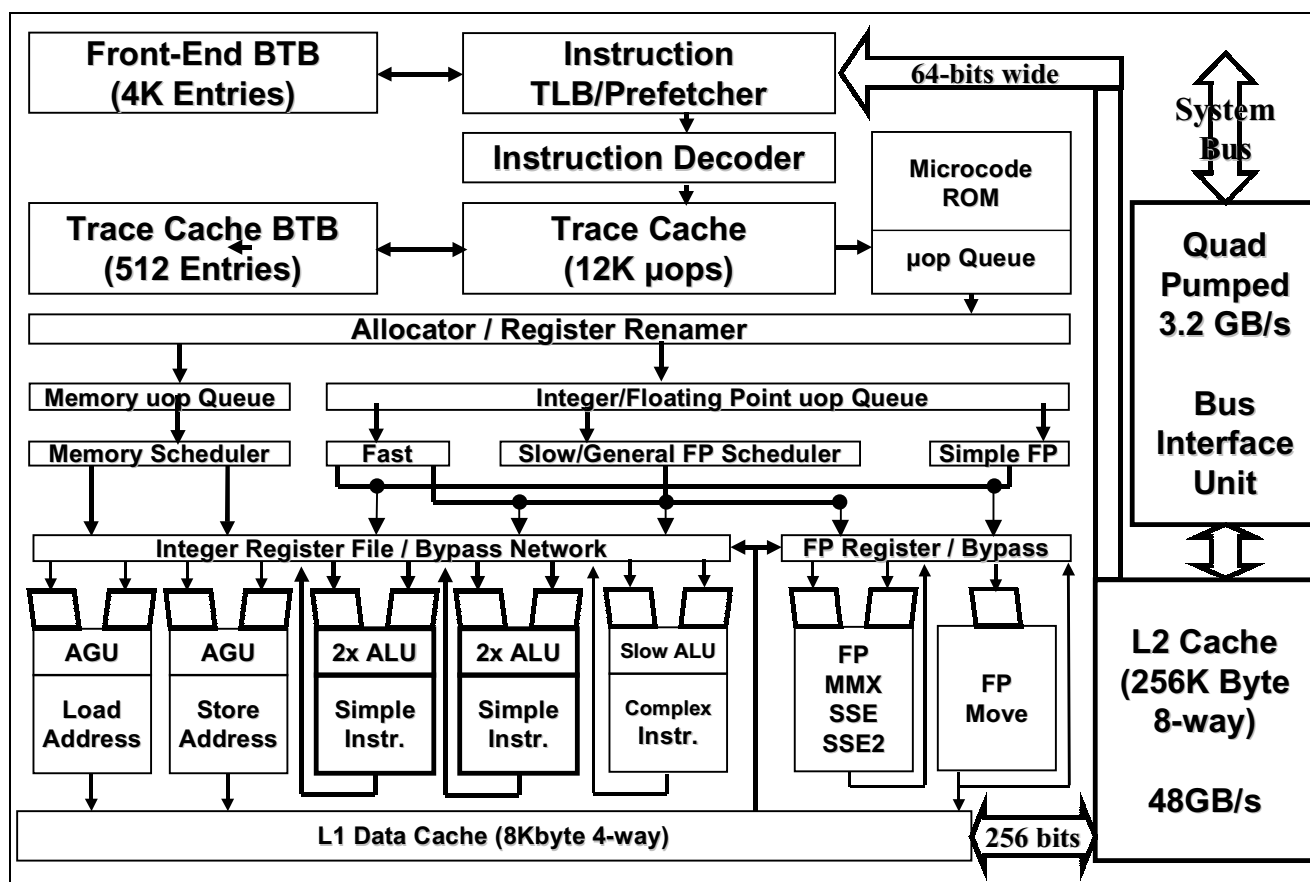 Front-End BTB
(4K Entries)
Instruction
TLB/Prefetcher
64-bits wide
System
Bus
Instruction Decoder
Microcode
ROM
Trace Cache BTB
(512 Entries)
Trace Cache
(12K µops)
µop Queue
Quad
Pumped
3.2 GB/s
Bus
Interface
Unit
Allocator / Register Renamer
Memory uop Queue
Integer/Floating Point uop Queue
Memory Scheduler
Fast
Slow/General FP Scheduler
Simple FP
Integer Register File / Bypass Network
FP Register / Bypass
AGU
Load
Address
AGU
Store
Address
2x ALU
Simple
Instr.
2x ALU
Simple
Instr.
Slow ALU
Complex
Instr.
FP
MMX
SSE
SSE2
FP
Move
L2 Cache
(256K Byte
8-way)
48GB/s
L1 Data Cache (8Kbyte 4-way)
256 bits